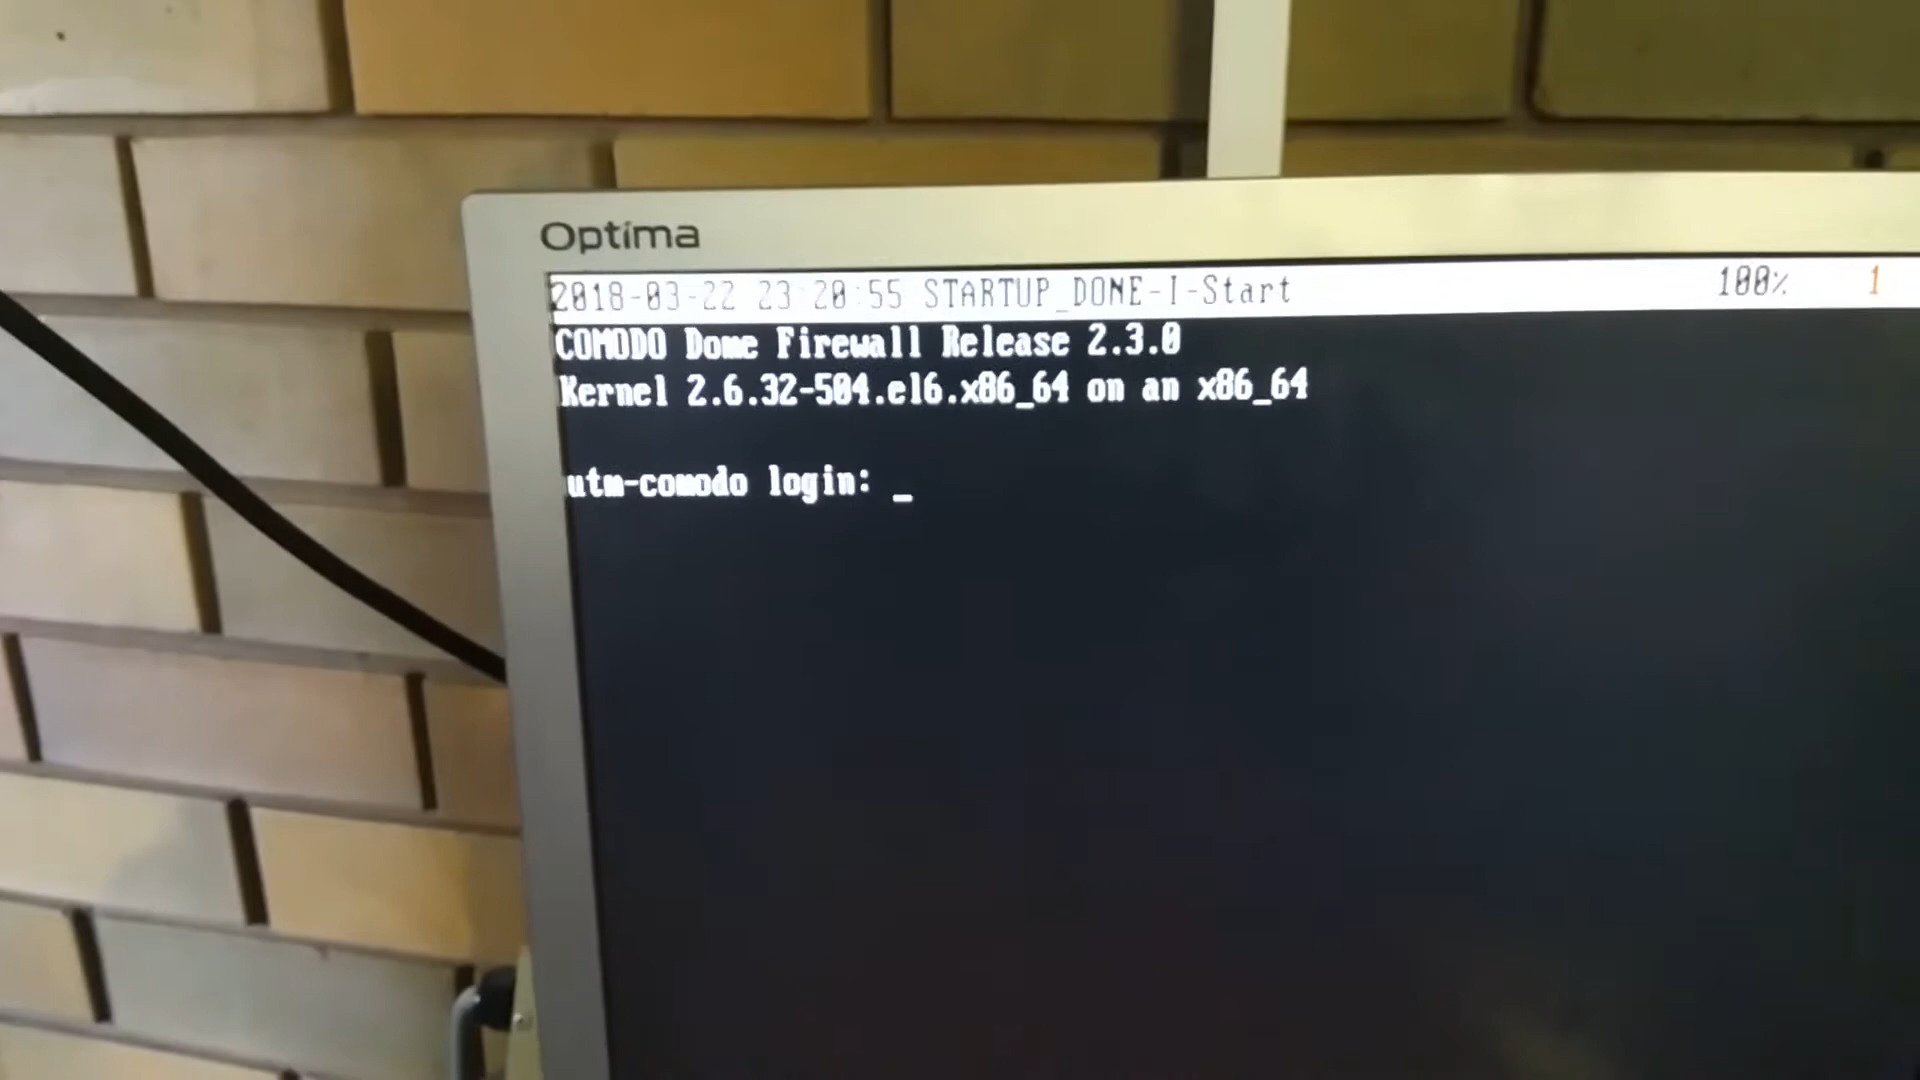 Optima
2018-03-22 23:20:55 STARTUP_DONE-I-Start 100% 1
COMODO Dome Firewall Release 2.3.0
Kernel 2.6.32-504.el6.x86_64 on an x86_64
utm-comodo login: _